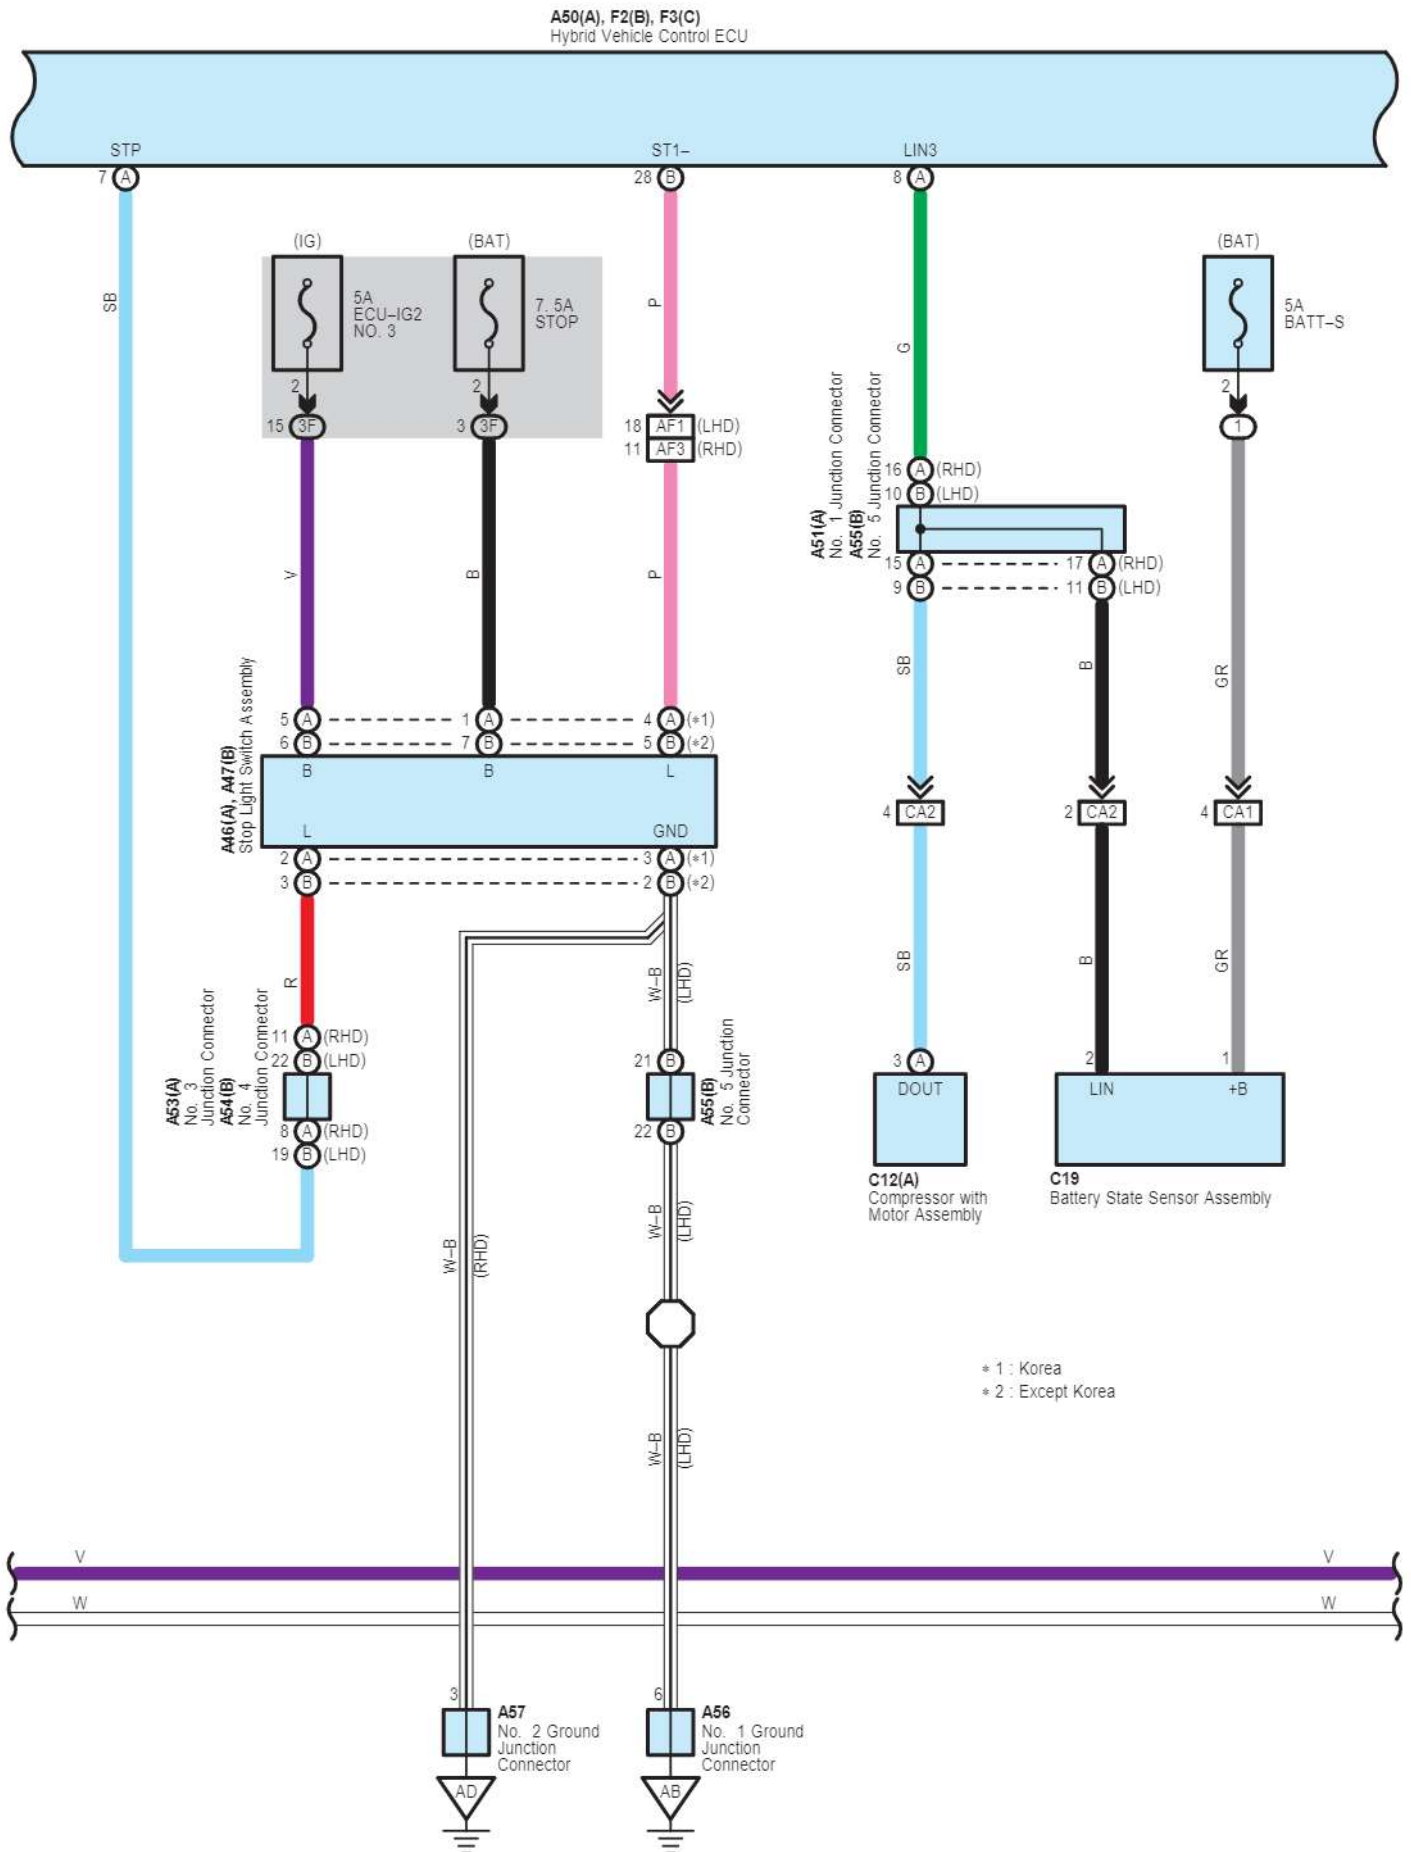 A50(A), F2(B), F3(C)
Hybrid Vehicle Control ECU
STP
ST1–
LIN3
7 A
28 B
8 A
(IG)
(BAT)
(BAT)
SB
5A
ECU–IG2
NO. 3
7. 5A
STOP
P
G
5A
BATT–S
2
2
2
15 3F
3 3F
18 AF1 (LHD)
11 AF3 (RHD)
1
A51(A)
No. 1 Junction Connector
A55(B)
No. 5 Junction Connector
16 A (RHD)
10 B (LHD)
15 A
17 A (RHD)
9 B
11 B (LHD)
V
B
P
SB
B
GR
A46(A), A47(B)
Stop Light Switch Assembly
5 A
1 A
4 A (*1)
6 B
7 B
5 B (*2)
B
B
L
4 CA2
2 CA2
4 CA1
L
GND
2 A
3 A (*1)
3 B
2 B (*2)
R
W–B
(LHD)
SB
B
GR
A53(A)
No. 3
Junction Connector
A54(B)
No. 4
Junction Connector
11 A (RHD)
22 B (LHD)
8 A (RHD)
19 B (LHD)
21 B
22 B
A55(B)
No. 5 Junction
Connector
3 A
2
1
DOUT
LIN
+B
C12(A)
Compressor with
Motor Assembly
C19
Battery State Sensor Assembly
W–B
(RHD)
W–B
(LHD)
* 1 : Korea
* 2 : Except Korea
W–B
(LHD)
V
V
W
W
3
6
A57
No. 2 Ground
Junction
Connector
A56
No. 1 Ground
Junction
Connector
AD
AB